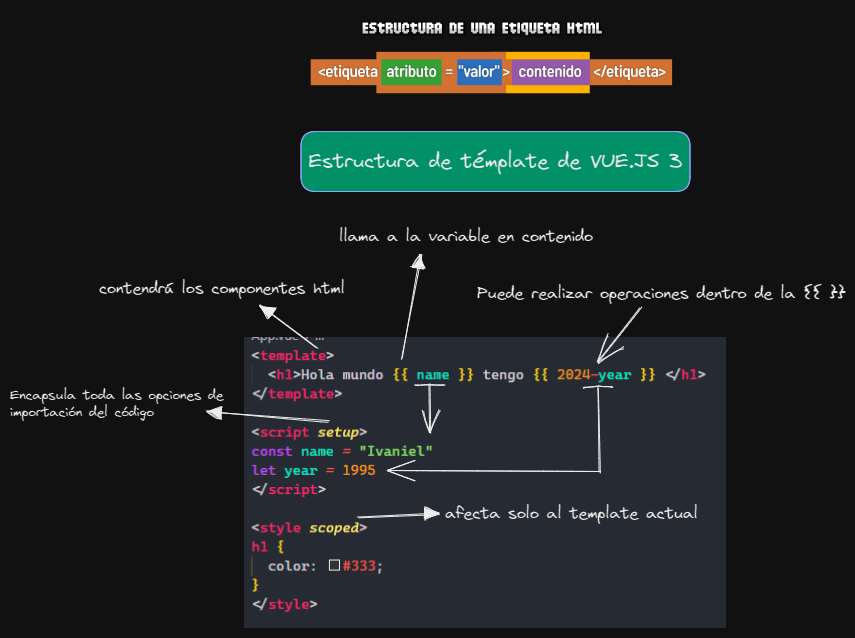 ESTRUCTURA DE UNA ETIQUETA HTML
<etiqueta atributo = "valor"> contenido </etiqueta>
Estructura de témplate de VUE.JS 3
llama a la variable en contenido
contendrá los componentes html
Puede realizar operaciones dentro de la {{ }}
App.vue > ...
<template>
<h1>Hola mundo {{ name }} tengo {{ 2024-year }} </h1>
</template>
Encapsula toda las opciones de
importación del código
<script setup>
const name = "Ivaniel"
let year = 1995
</script>
afecta solo al template actual
<style scoped>
h1 {
color: #333;
}
</style>